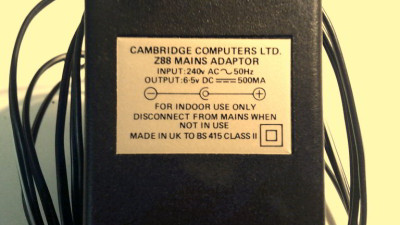 CAMBRIDGE COMPUTERS LTD.
Z88 MAINS ADAPTOR
INPUT: 240v AC ∿ 50Hz
OUTPUT: 6·5v DC ⎓ 500MA
− +
FOR INDOOR USE ONLY
DISCONNECT FROM MAINS WHEN
NOT IN USE
MADE IN UK TO BS 415 CLASS II